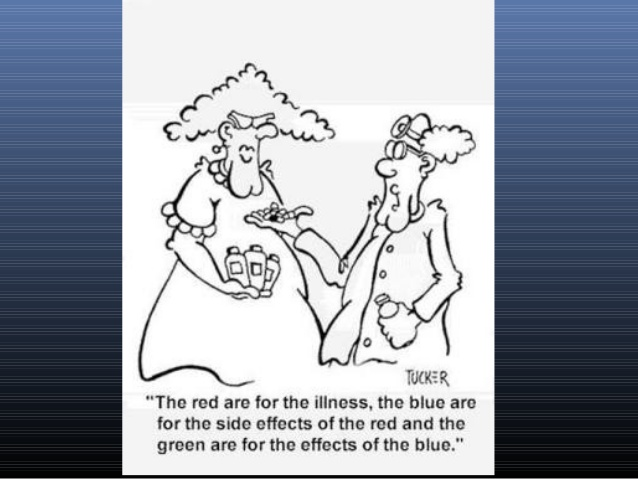 TUCKER
"The red are for the illness, the blue are
for the side effects of the red and the
green are for the effects of the blue."